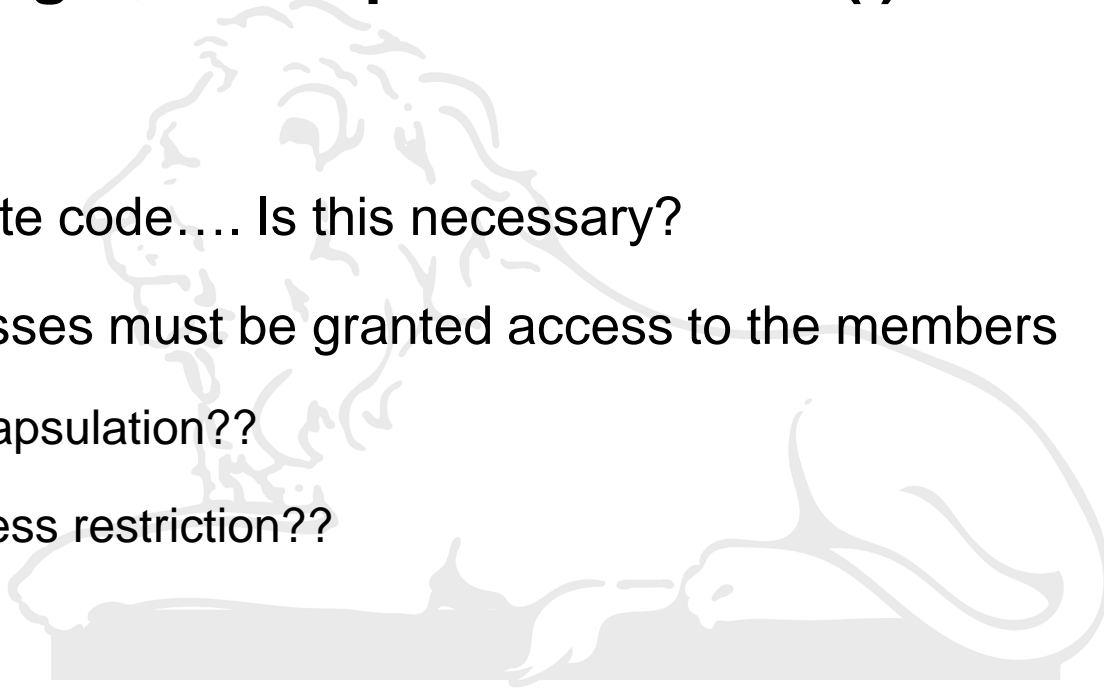 te code…. Is this necessary?
sses must be granted access to the members
apsulation??
ess restriction??